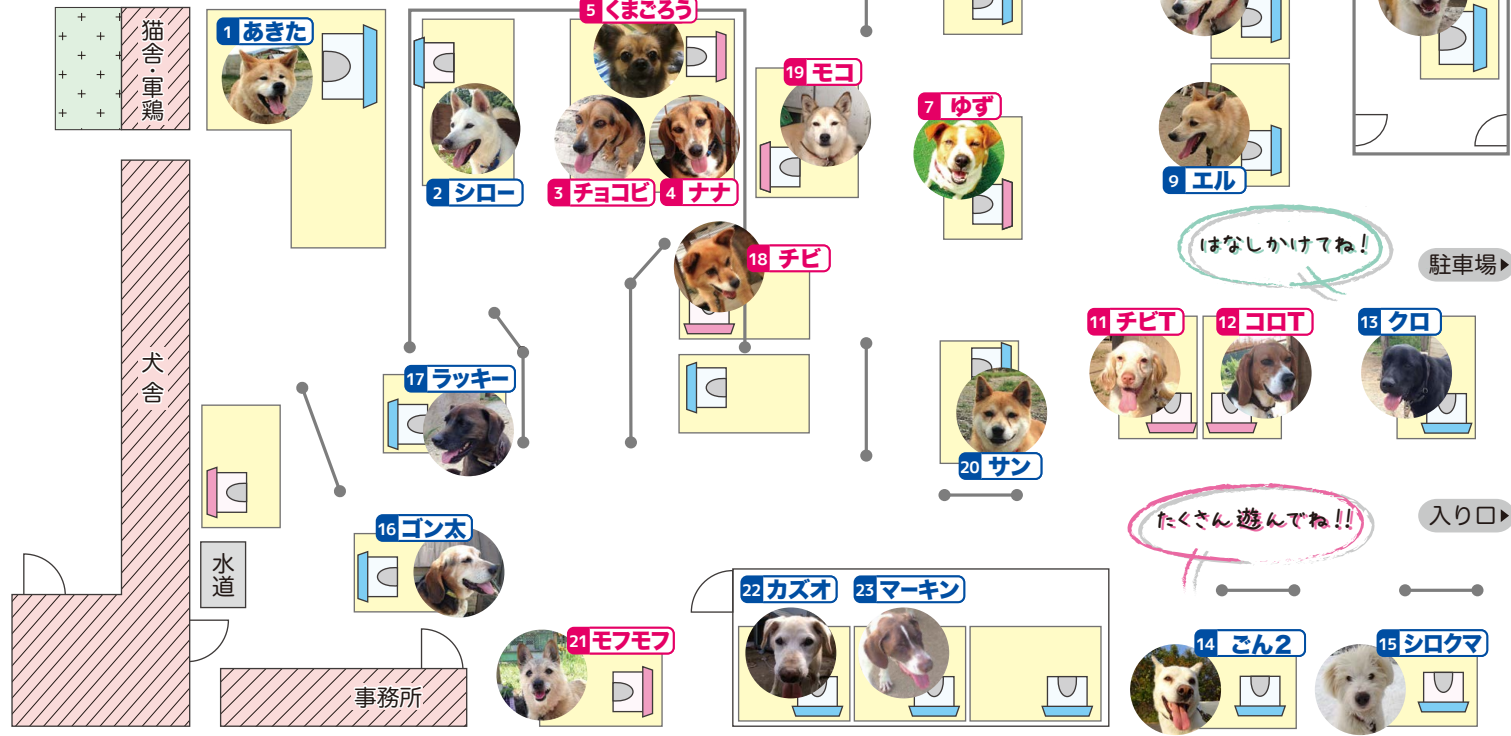 猫舎・軍鶏
1 あきた
5 くまごろう
19 モコ
7 ゆず
2 シロー
3 チョコビ
4 ナナ
9 エル
はなしかけてね!
駐車場▶
18 チビ
11 チビT
12 コロT
13 クロ
犬舎
17 ラッキー
20 サン
たくさん遊んでね!!
入り口▶
16 ゴン太
水道
22 カズオ
23 マーキン
21 モフモフ
14 ごん2
15 シロクマ
事務所